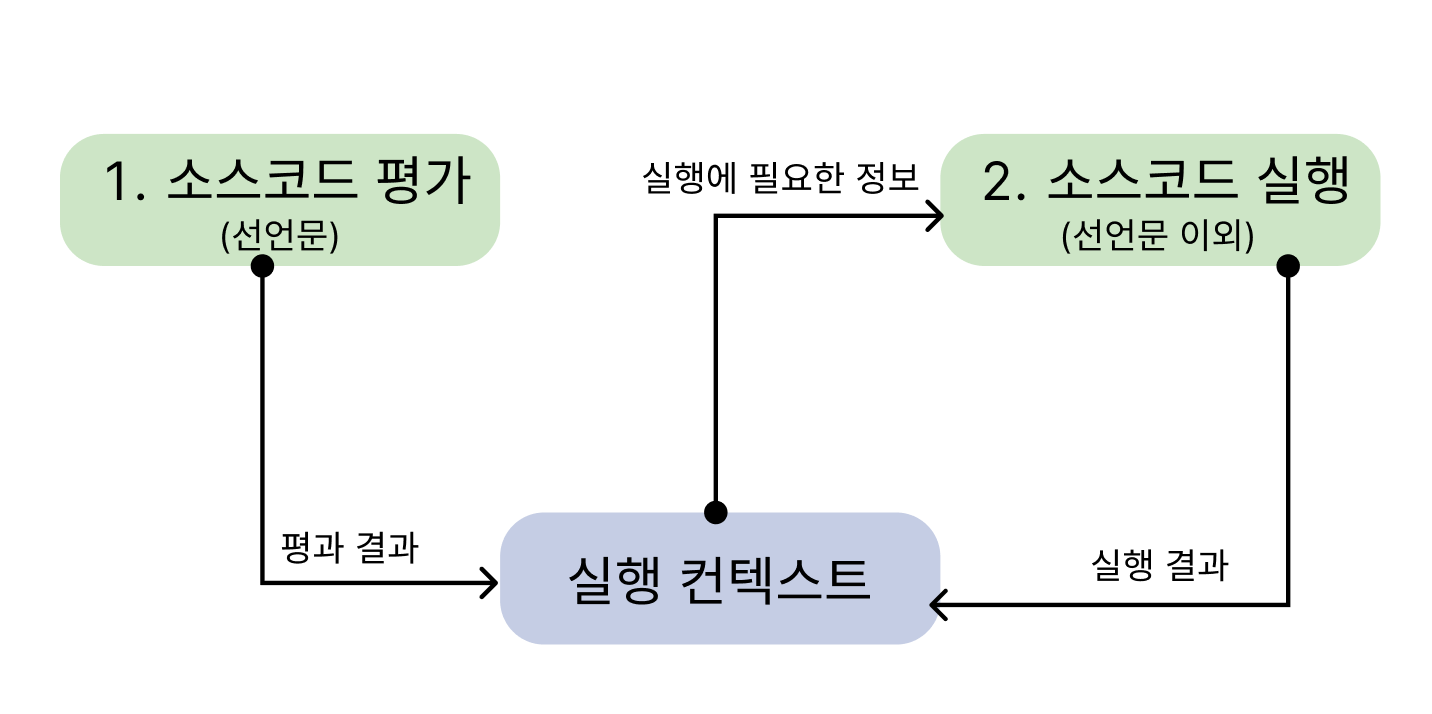 1. 소스코드 평가
(선언문)
실행에 필요한 정보
2. 소스코드 실행
(선언문 이외)
평과 결과
실행 컨텍스트
실행 결과